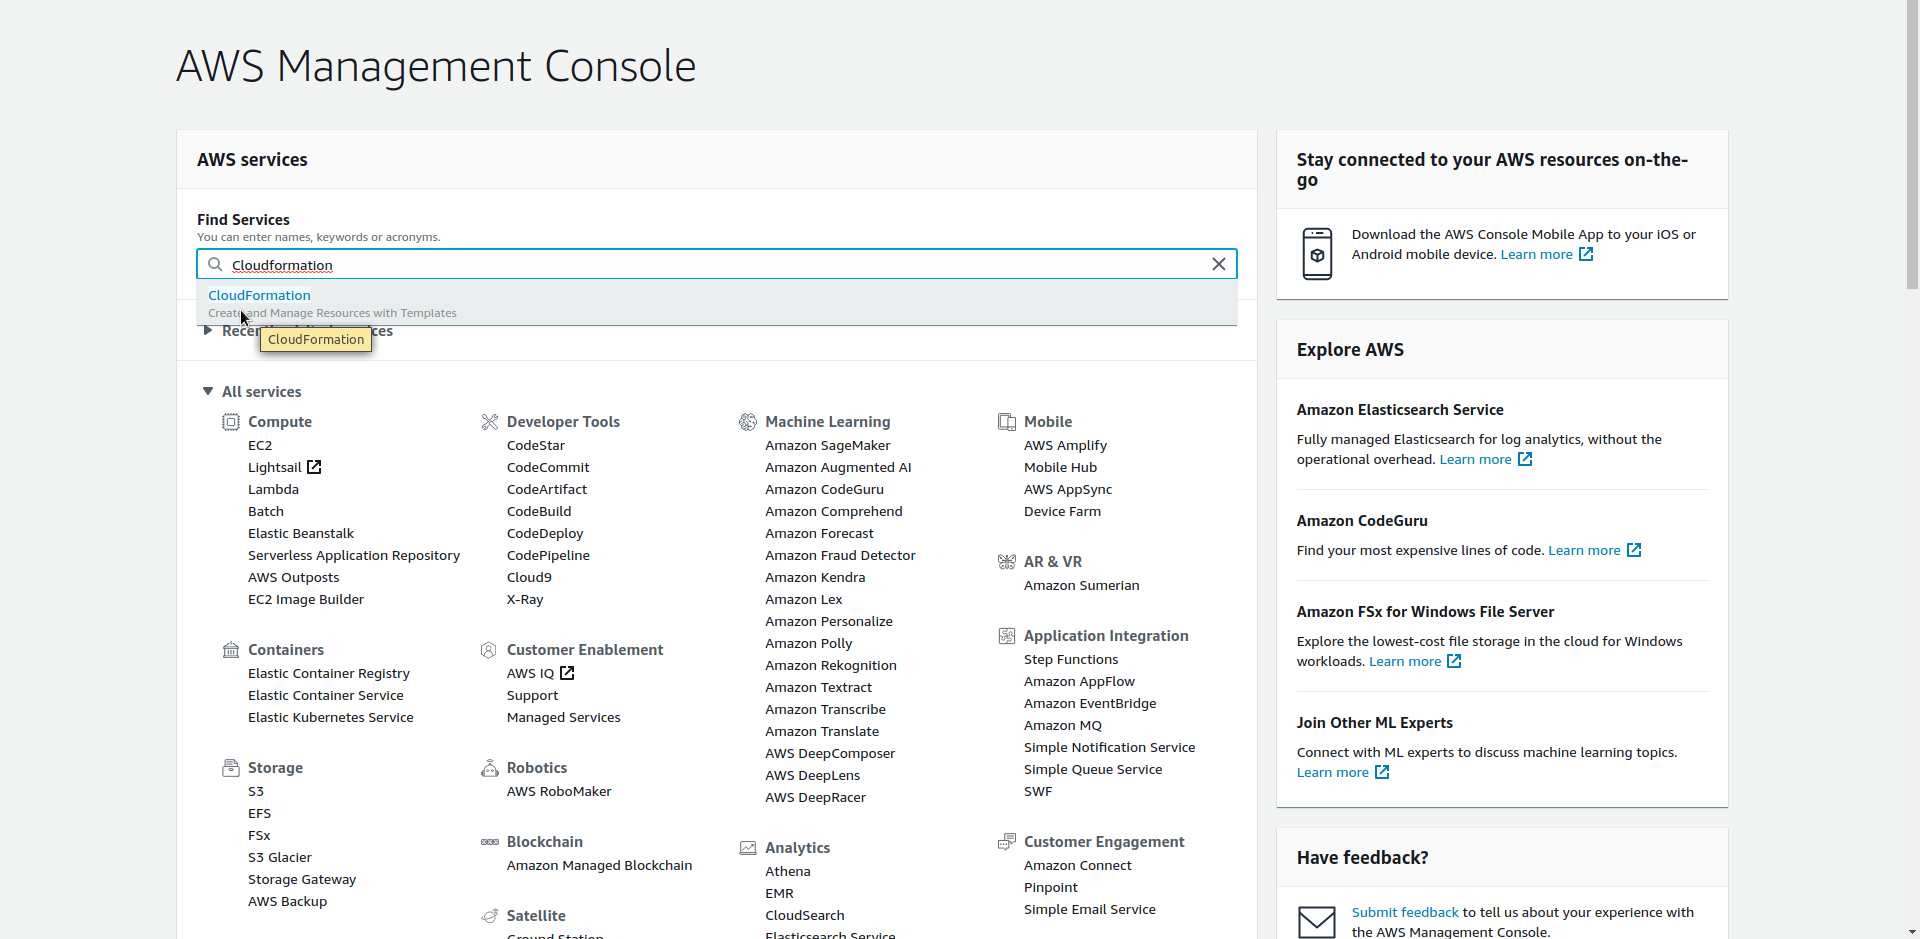 AWS Management Console
AWS services
Find Services
You can enter names, keywords or acronyms.
Cloudformation
CloudFormation
Create and Manage Resources with Templates
CloudFormation
All services
Compute
EC2
Lightsail
Lambda
Batch
Elastic Beanstalk
Serverless Application Repository
AWS Outposts
EC2 Image Builder
Containers
Elastic Container Registry
Elastic Container Service
Elastic Kubernetes Service
Storage
S3
EFS
FSx
S3 Glacier
Storage Gateway
AWS Backup
Developer Tools
CodeStar
CodeCommit
CodeArtifact
CodeBuild
CodeDeploy
CodePipeline
Cloud9
X-Ray
Customer Enablement
AWS IQ
Support
Managed Services
Robotics
AWS RoboMaker
Blockchain
Amazon Managed Blockchain
Satellite
Ground Station
Machine Learning
Amazon SageMaker
Amazon Augmented AI
Amazon CodeGuru
Amazon Comprehend
Amazon Forecast
Amazon Fraud Detector
Amazon Kendra
Amazon Lex
Amazon Personalize
Amazon Polly
Amazon Rekognition
Amazon Textract
Amazon Transcribe
Amazon Translate
AWS DeepComposer
AWS DeepLens
AWS DeepRacer
Analytics
Athena
EMR
CloudSearch
Elasticsearch Service
Mobile
AWS Amplify
Mobile Hub
AWS AppSync
Device Farm
AR & VR
Amazon Sumerian
Application Integration
Step Functions
Amazon AppFlow
Amazon EventBridge
Amazon MQ
Simple Notification Service
Simple Queue Service
SWF
Customer Engagement
Amazon Connect
Pinpoint
Simple Email Service
Stay connected to your AWS resources on-the-
go
Download the AWS Console Mobile App to your iOS or
Android mobile device. Learn more
Explore AWS
Amazon Elasticsearch Service
Fully managed Elasticsearch for log analytics, without the
operational overhead. Learn more
Amazon CodeGuru
Find your most expensive lines of code. Learn more
Amazon FSx for Windows File Server
Explore the lowest-cost file storage in the cloud for Windows
workloads. Learn more
Join Other ML Experts
Connect with ML experts to discuss machine learning topics.
Learn more
Have feedback?
Submit feedback to tell us about your experience with
the AWS Management Console.